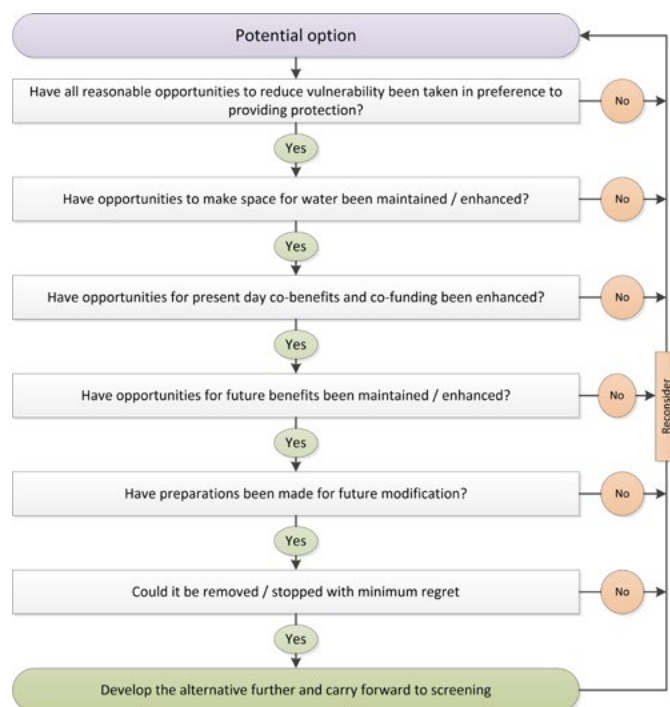 Potential option
Have all reasonable opportunities to reduce vulnerability been taken in preference to
providing protection?
No
Yes
Have opportunities to make space for water been maintained / enhanced?
No
Yes
Have opportunities for present day co-benefits and co-funding been enhanced?
No
Yes
Have opportunities for future benefits been maintained / enhanced?
No
Reconsider
Yes
Have preparations been made for future modification?
No
Yes
Could it be removed / stopped with minimum regret
No
Yes
Develop the alternative further and carry forward to screening